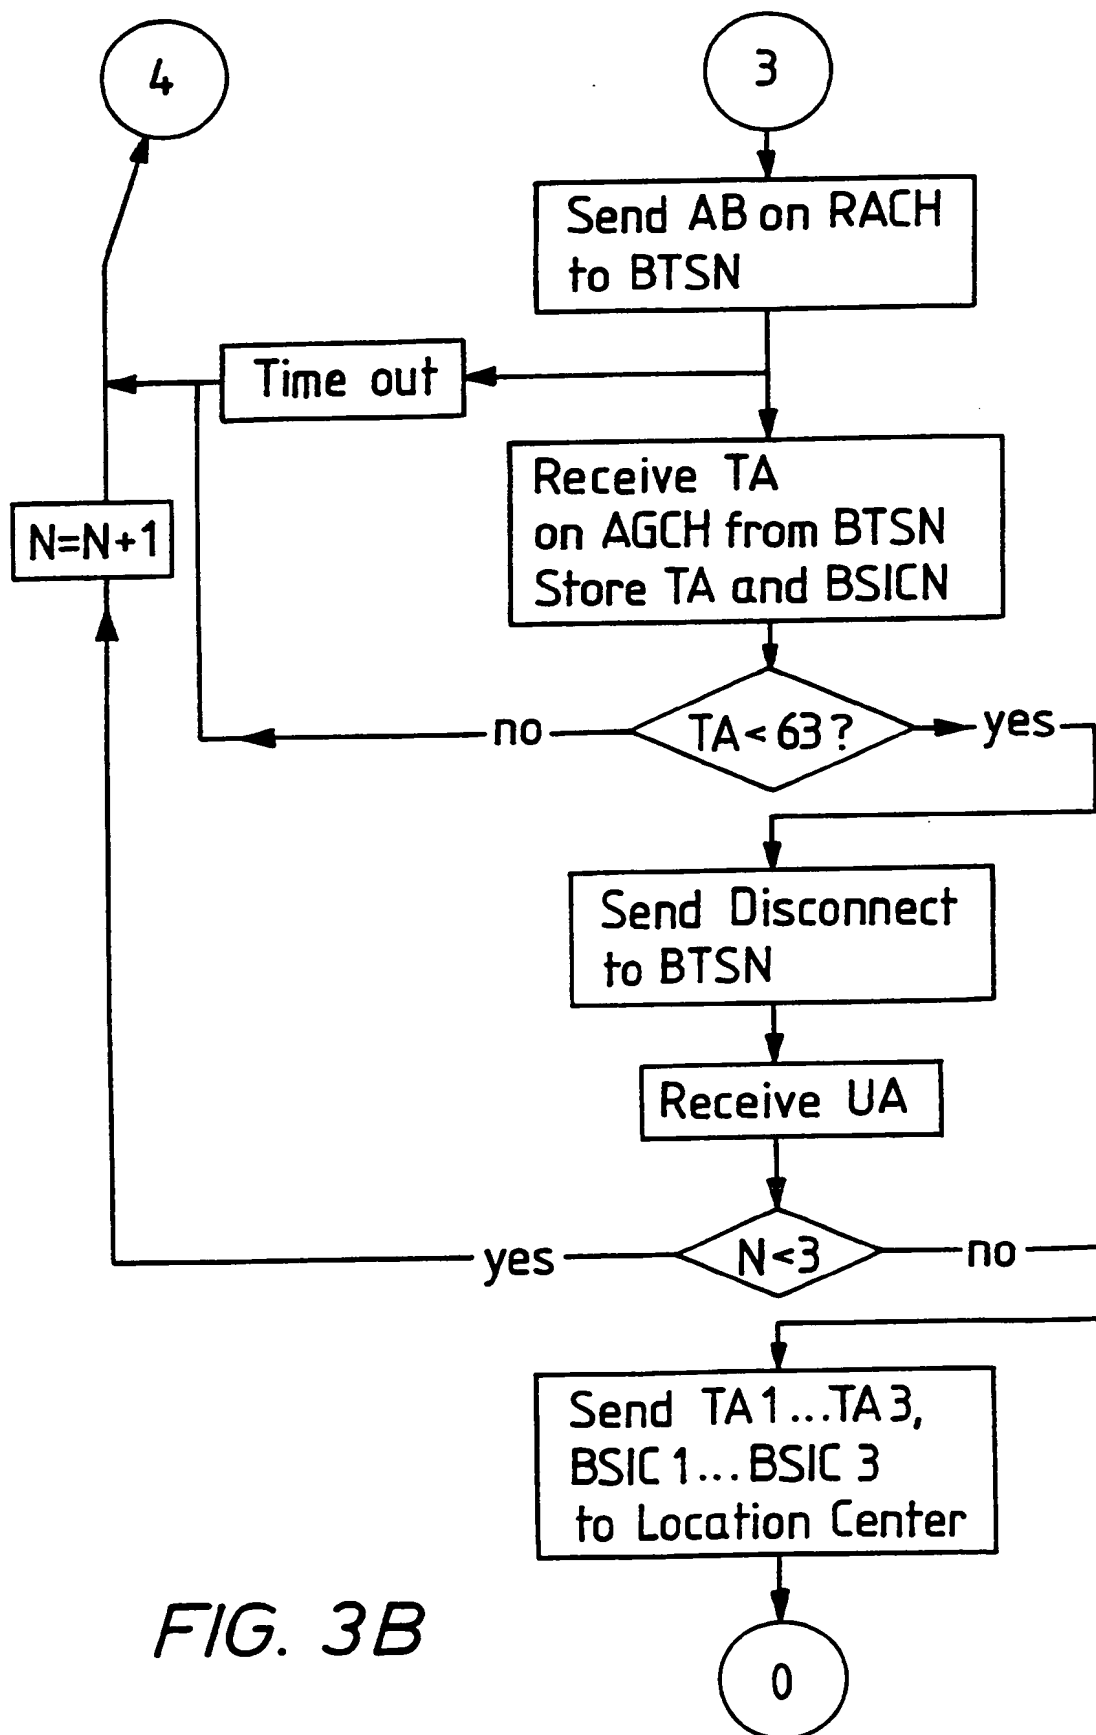 4
3
Send AB on RACH
to BTSN
Time out
Receive TA
on AGCH from BTSN
Store TA and BSICN
N=N+1
no
TA<63?
yes
Send Disconnect
to BTSN
Receive UA
yes
N<3
no
Send TA1...TA3,
BSIC1...BSIC3
to Location Center
FIG. 3B
0